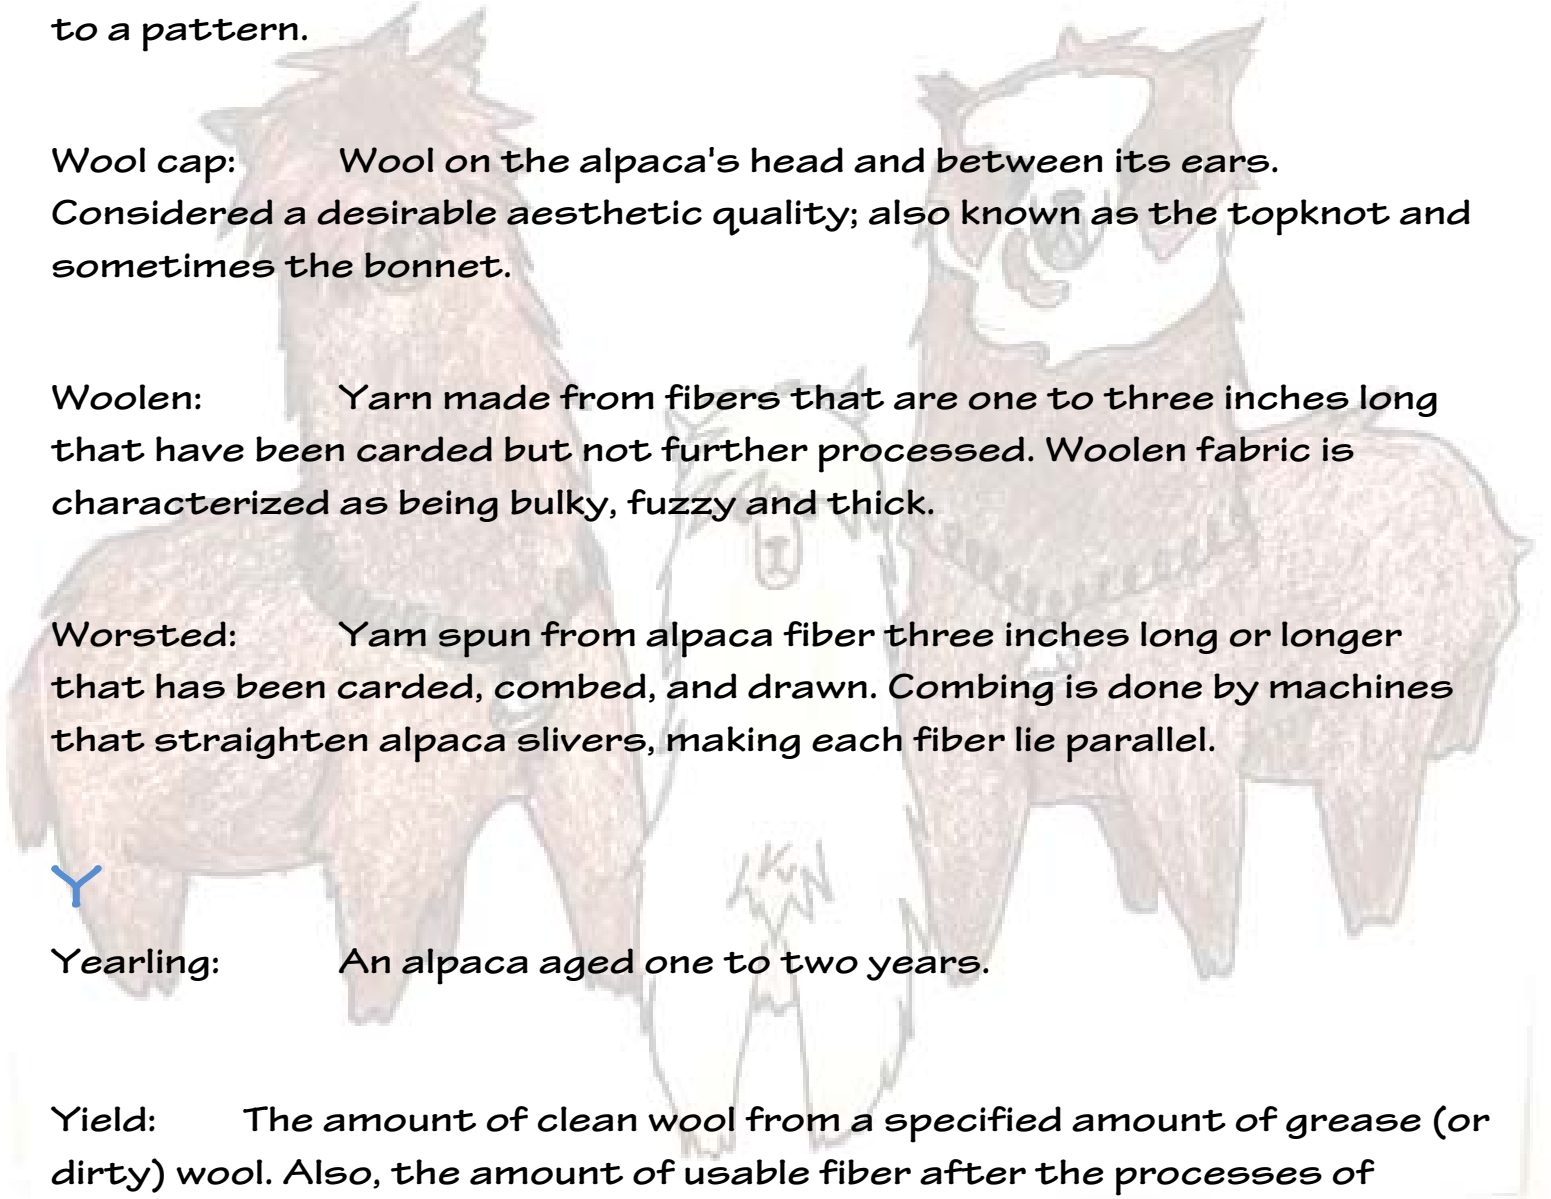 to a pattern.
Wool cap: Wool on the alpaca's head and between its ears.
Considered a desirable aesthetic quality; also known as the topknot and
sometimes the bonnet.
Woolen: Yarn made from fibers that are one to three inches long
that have been carded but not further processed. Woolen fabric is
characterized as being bulky, fuzzy and thick.
Worsted: Yam spun from alpaca fiber three inches long or longer
that has been carded, combed, and drawn. Combing is done by machines
that straighten alpaca slivers, making each fiber lie parallel.
Y
Yearling: An alpaca aged one to two years.
Yield: The amount of clean wool from a specified amount of grease (or
dirty) wool. Also, the amount of usable fiber after the processes of